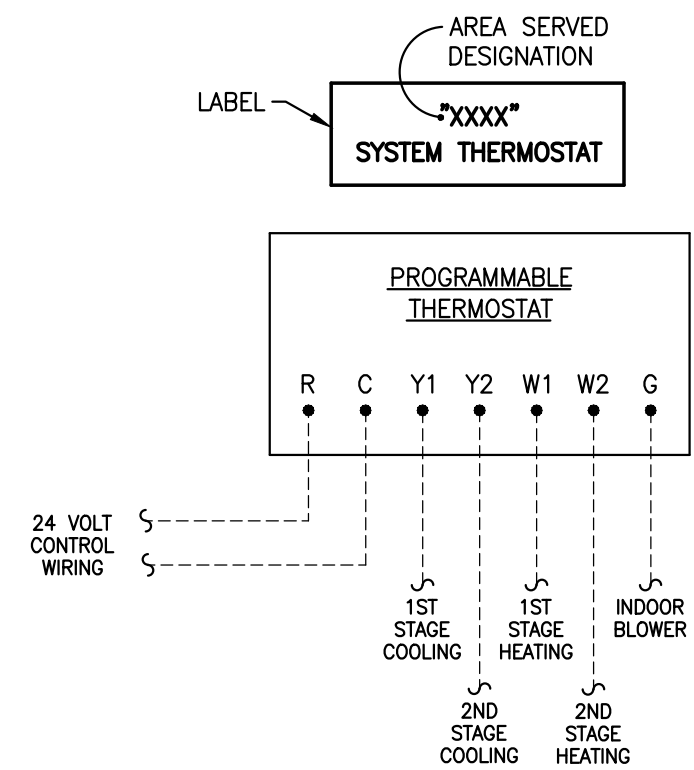 AREA SERVED
DESIGNATION
LABEL
"XXXX"
SYSTEM THERMOSTAT
PROGRAMMABLE
THERMOSTAT
R C Y1 Y2 W1 W2 G
24 VOLT
CONTROL
WIRING
1ST
STAGE
COOLING
2ND
STAGE
COOLING
1ST
STAGE
HEATING
2ND
STAGE
HEATING
INDOOR
BLOWER